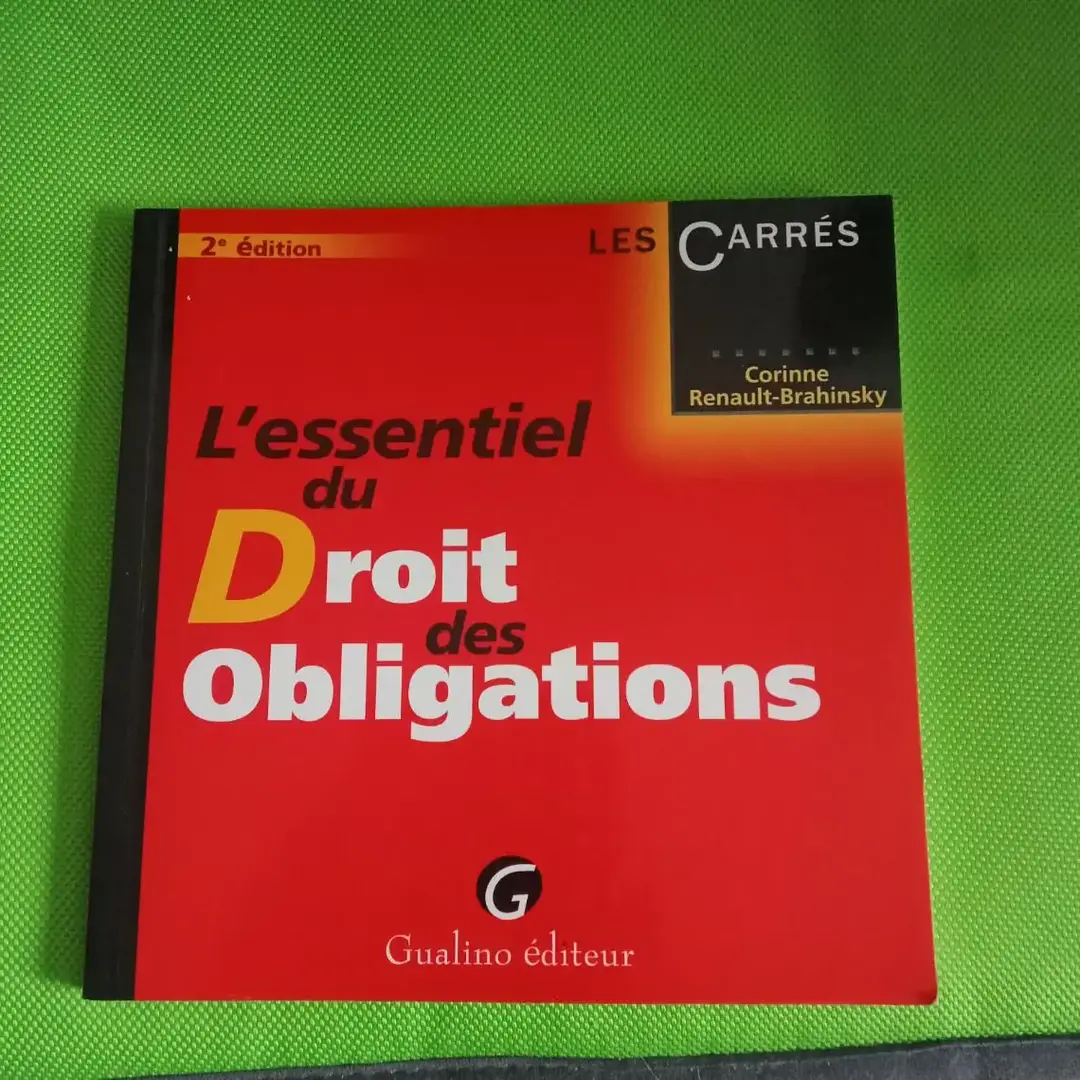 2e édition
LES CARRÉS
Corinne
Renault-Brahinsky
L'essentiel
du
Droit
des
Obligations
G
Gualino éditeur